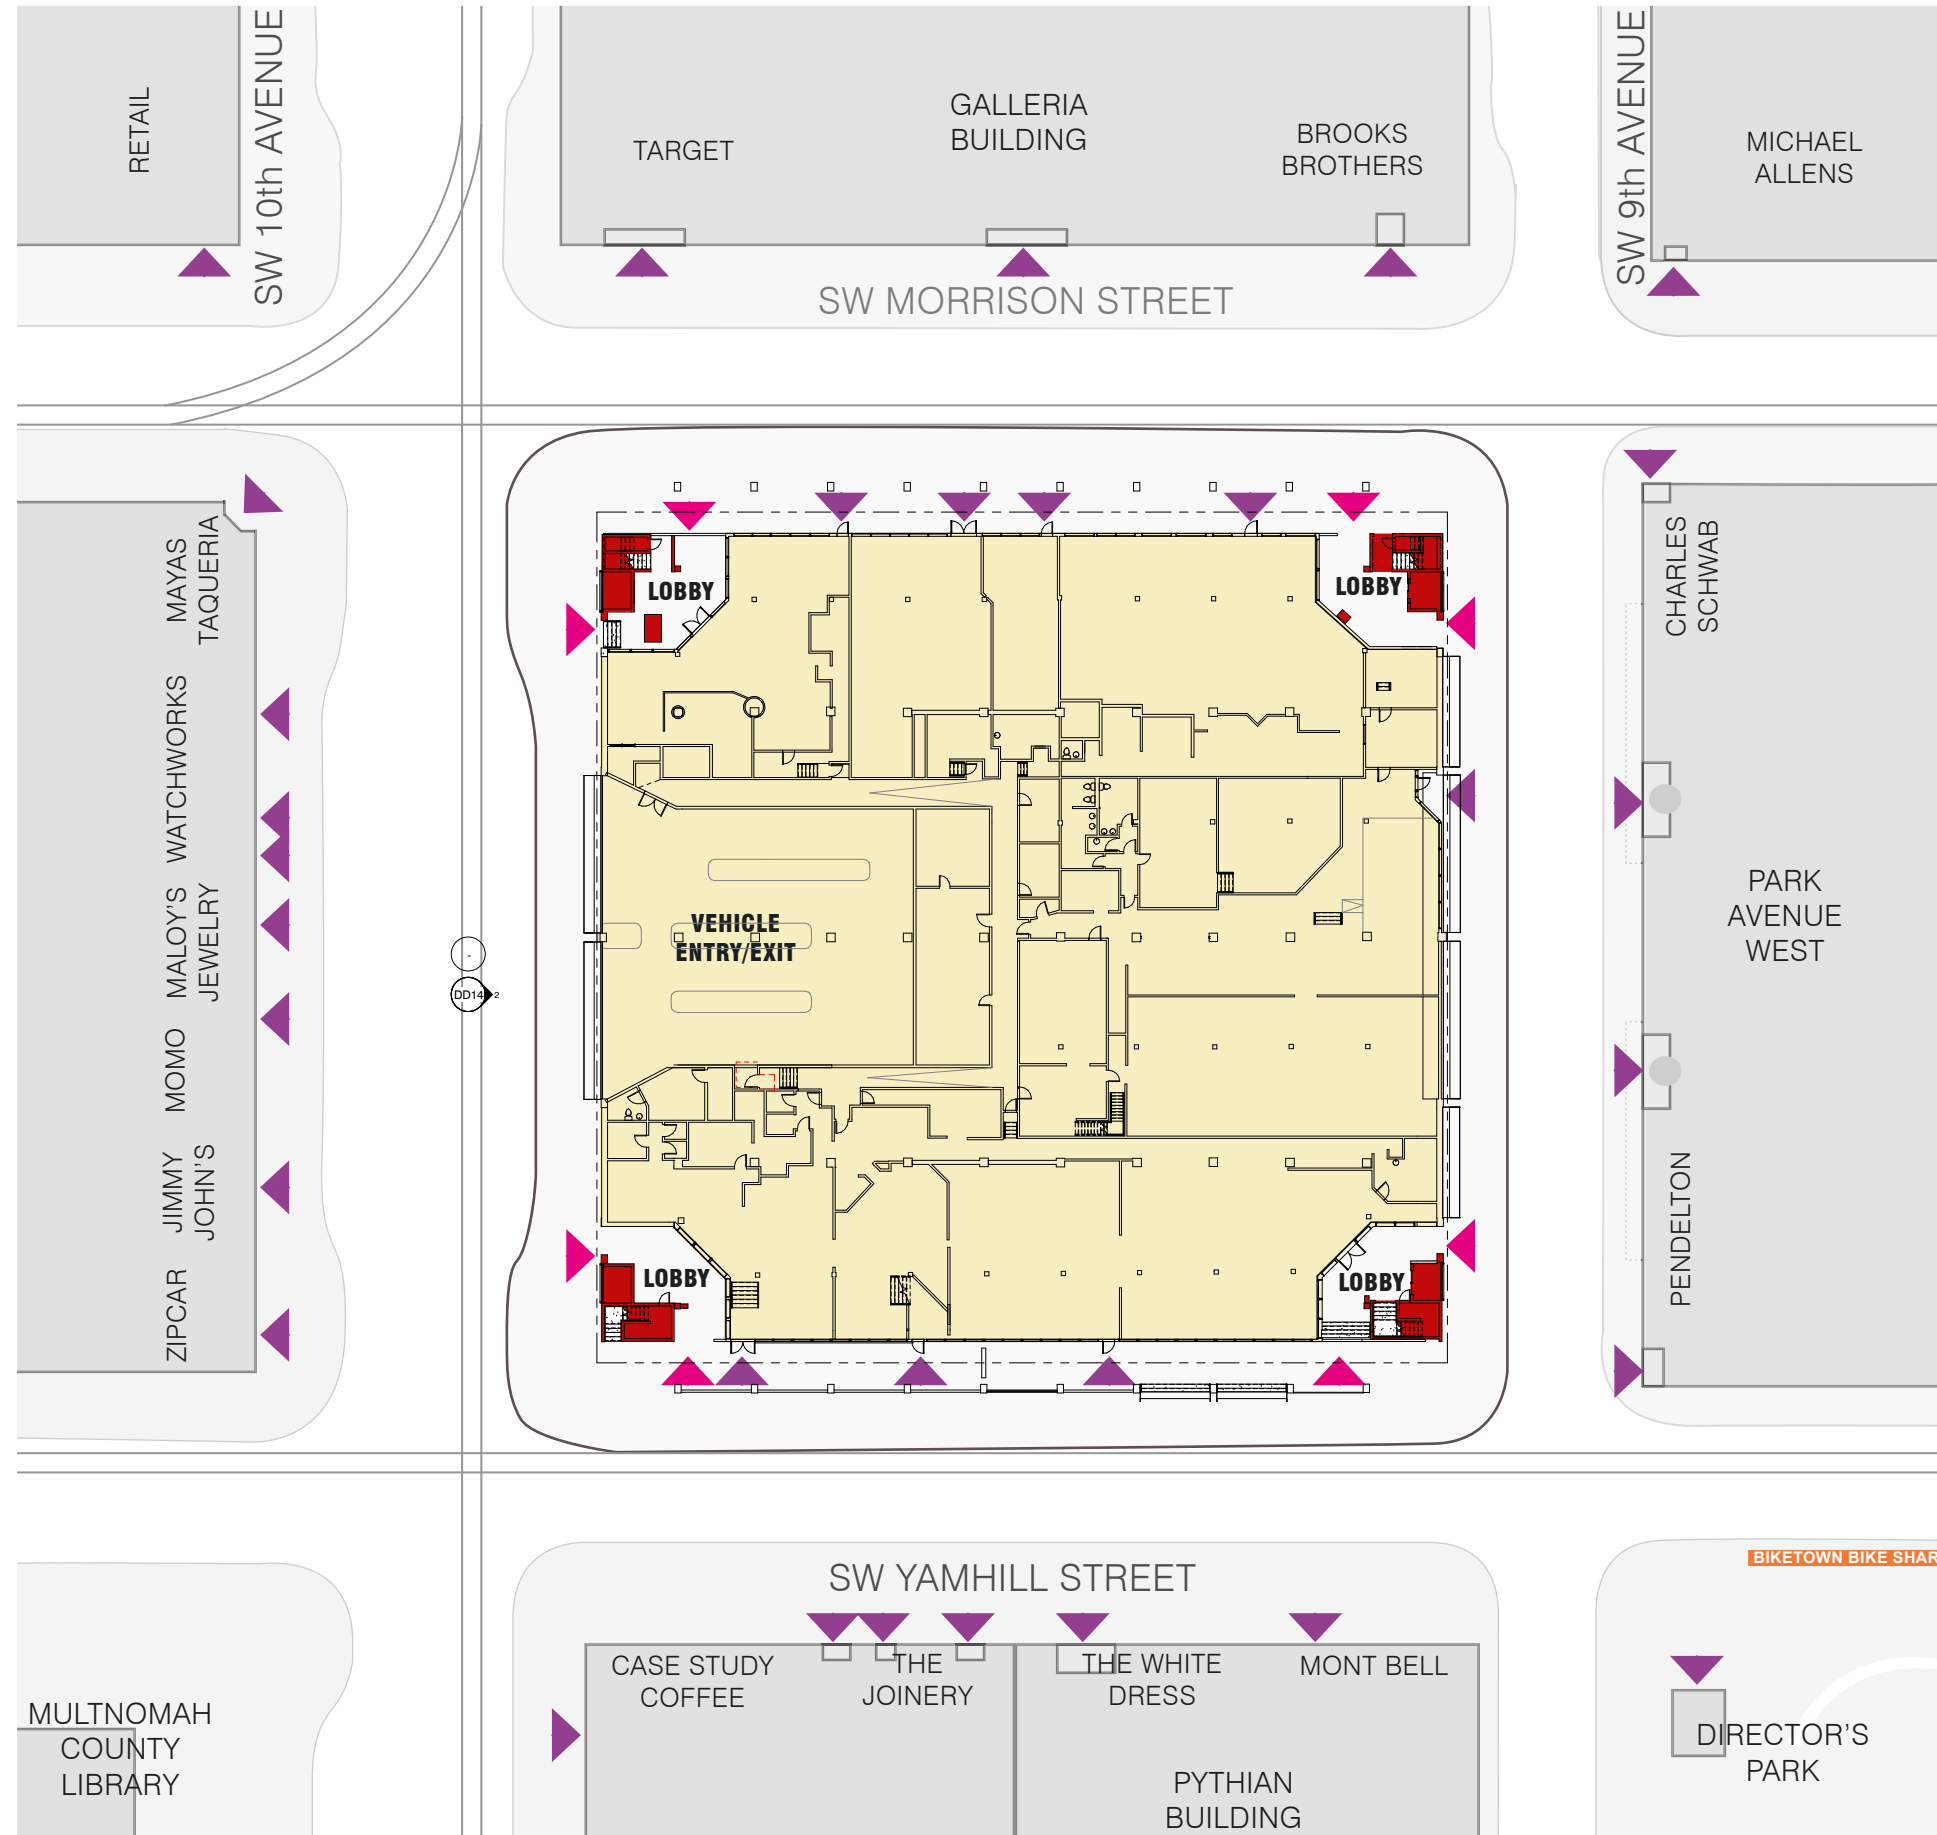 RETAIL
SW 10th AVENUE
TARGET
GALLERIA
BUILDING
BROOKS
BROTHERS
SW 9th AVENUE
MICHAEL
ALLENS
SW MORRISON STREET
MAYAS
TAQUERIA
WATCHWORKS
MALOY'S
JEWELRY
MOMO
JIMMY
JOHN'S
ZIPCAR
LOBBY
LOBBY
VEHICLE
ENTRY/EXIT
-
DD14
2
LOBBY
LOBBY
CHARLES
SCHWAB
PARK
AVENUE
WEST
PENDELTON
SW YAMHILL STREET
BIKETOWN BIKE SHAR
CASE STUDY
COFFEE
THE
JOINERY
THE WHITE
DRESS
MONT BELL
MULTNOMAH
COUNTY
LIBRARY
DIRECTOR'S
PARK
PYTHIAN
BUILDING